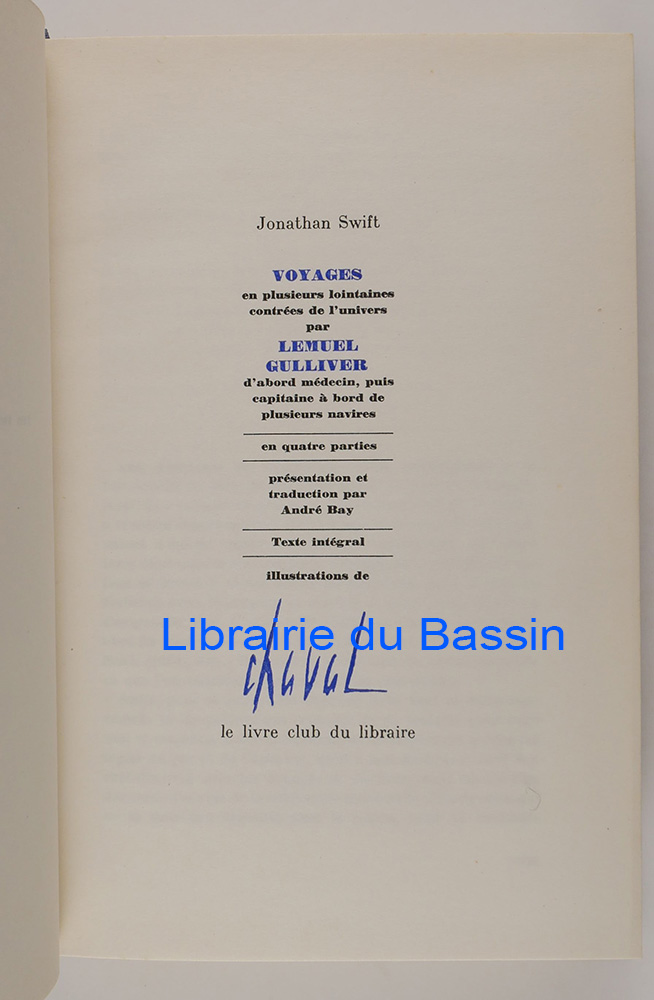 Jonathan Swift
VOYAGES
en plusieurs lointaines
contrées de l'univers
par
LEMUEL
GULLIVER
d'abord médecin, puis
capitaine à bord de
plusieurs navires
en quatre parties
présentation et
traduction par
André Bay
Texte intégral
illustrations de
Librairie du Bassin
chaval
le livre club du libraire